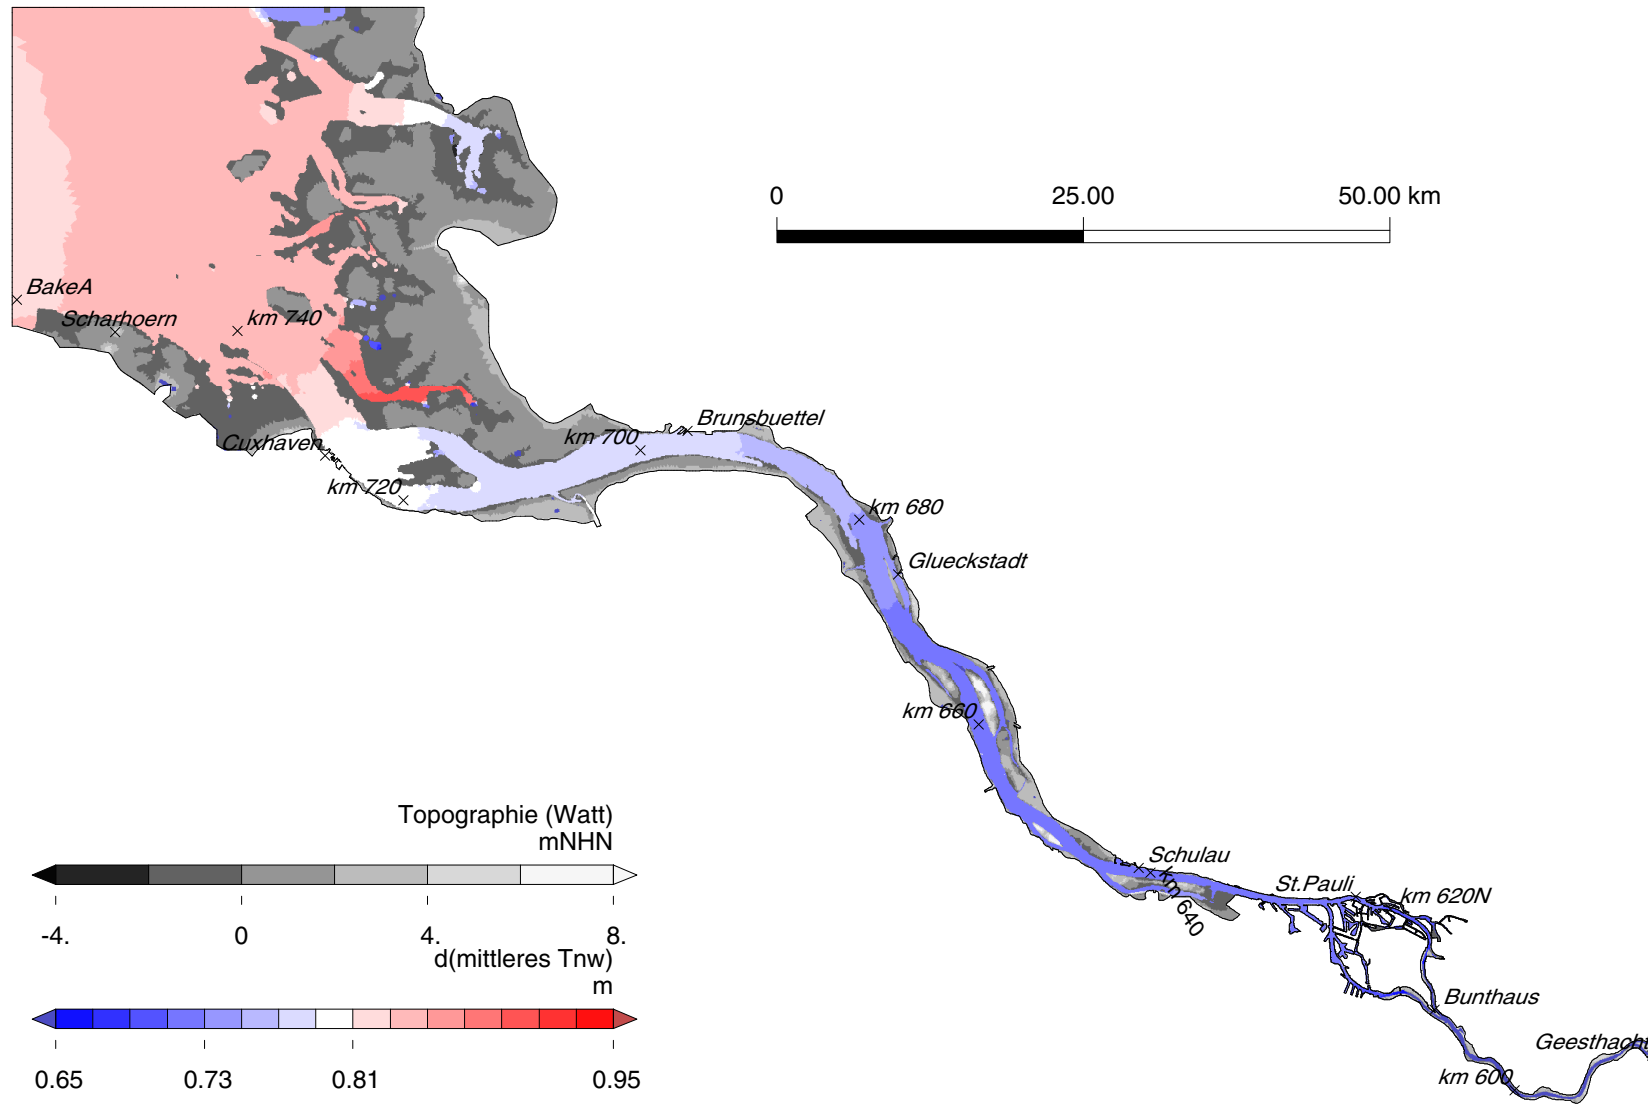 0 25.00 50.00 km
BakeA
Scharhoern
km 740
Cuxhaven
km 720
km 700
Brunsbuettel
km 680
Glueckstadt
km 660
Schulau
km 640
St.Pauli
km 620N
Bunthaus
Geesthacht
km 600
Topographie (Watt)
mNHN
-4. 0 4. 8.
d(mittleres Tnw)
m
0.65 0.73 0.81 0.95